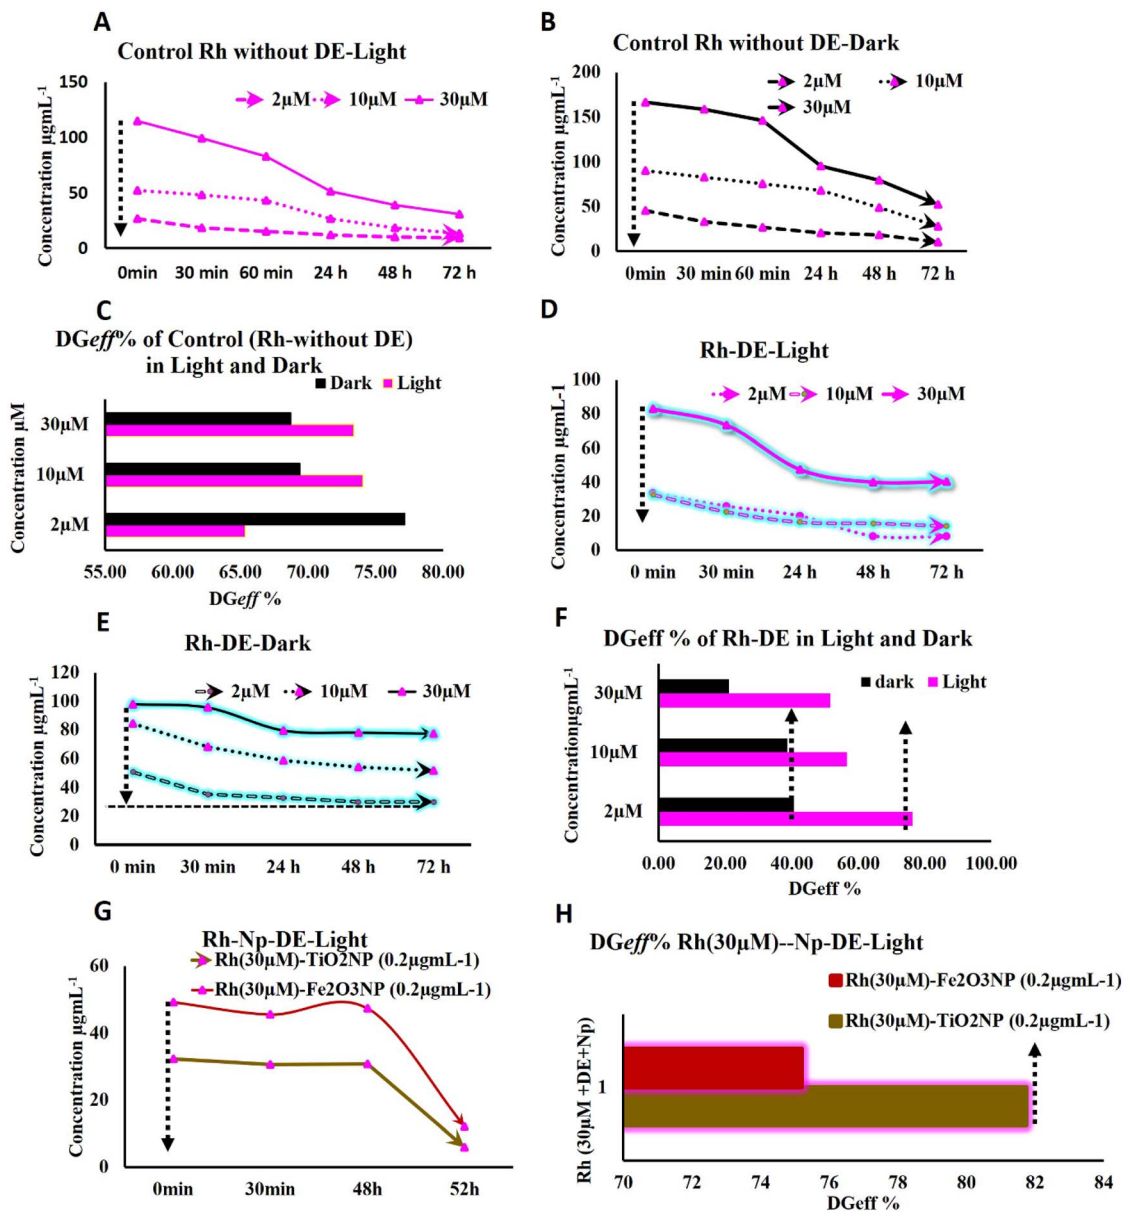 A
Control Rh without DE-Light
Concentration µgmL-1
150
100
50
0
2µM 10µM 30µM
0min 30 min 60 min 24 h 48 h 72 h
B
Control Rh without DE-Dark
Concentration µgmL-1
200
150
100
50
0
2µM 10µM
30µM
0min 30 min 60 min 24 h 48 h 72 h
C
DGeff% of Control (Rh-without DE)
in Light and Dark
Dark Light
Concentration µM
30µM
10µM
2µM
55.00 60.00 65.00 70.00 75.00 80.00
DGeff %
D
Rh-DE-Light
Concentration µgmL-1
100
80
60
40
20
0
2µM 10µM 30µM
0 min 30 min 24 h 48 h 72 h
E
Rh-DE-Dark
Concentration µgmL-1
120
100
80
60
40
20
0
2µM 10µM 30µM
0 min 30 min 24 h 48 h 72 h
F
DGeff % of Rh-DE in Light and Dark
dark Light
Concentrationµgml-1
30µM
10µM
2µM
0.00 20.00 40.00 60.00 80.00 100.00
DGeff %
G
Rh-Np-DE-Light
Rh(30µM)-TiO2NP (0.2µgmL-1)
Rh(30µM)-Fe2O3NP (0.2µgmL-1)
Concentration µgmL-1
60
40
20
0
0min 30min 48h 52h
H
DGeff% Rh(30µM)--Np-DE-Light
Rh(30µM)-Fe2O3NP (0.2µgmL-1)
Rh(30µM)-TiO2NP (0.2µgmL-1)
Rh (30µM +DE+Np)
1
70 72 74 76 78 80 82 84
DGeff %